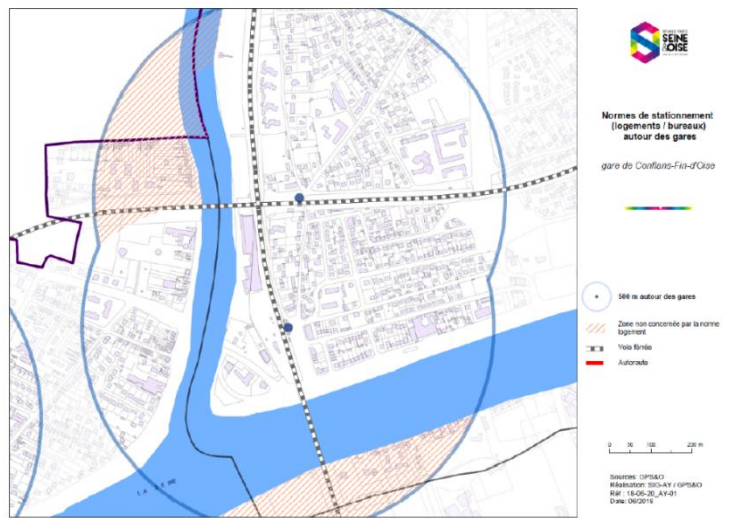 SEINE
& OISE
Normes de stationnement
(logements / bureaux)
autour des gares
gare de Conflans-Fin-d'Oise
500 m autour des gares
Zone non concernée par la norme
logement
Voie ferrée
Autoroute
0 50 100 200 m
Sources: GPS&O
Réalisation: SIG-AY / GPS&O
Date: 06/2018